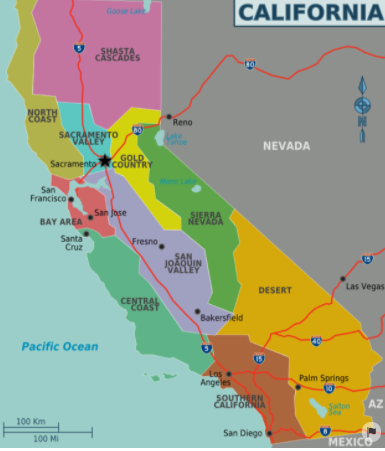 CALIFORNIA
Goose Lake
5
SHASTA
CASCADES
80
NORTH
COAST
Reno
80
SACRAMENTO
VALLEY
Lake
Tahoe
NEVADA
Sacramento
GOLD
COUNTRY
Mono Lake
San
Francisco
San Jose
BAY AREA
SIERRA
NEVADA
Santa
Cruz
Fresno
SAN
JOAQUIN
VALLEY
15
Las Vegas
DESERT
CENTRAL
COAST
Bakersfield
Pacific Ocean
5
15
40
Los
Angeles
Palm Springs
10
SOUTHERN
CALIFORNIA
Salton
Sea
AZ
100 Km
100 Mi
San Diego
8
MEXICO